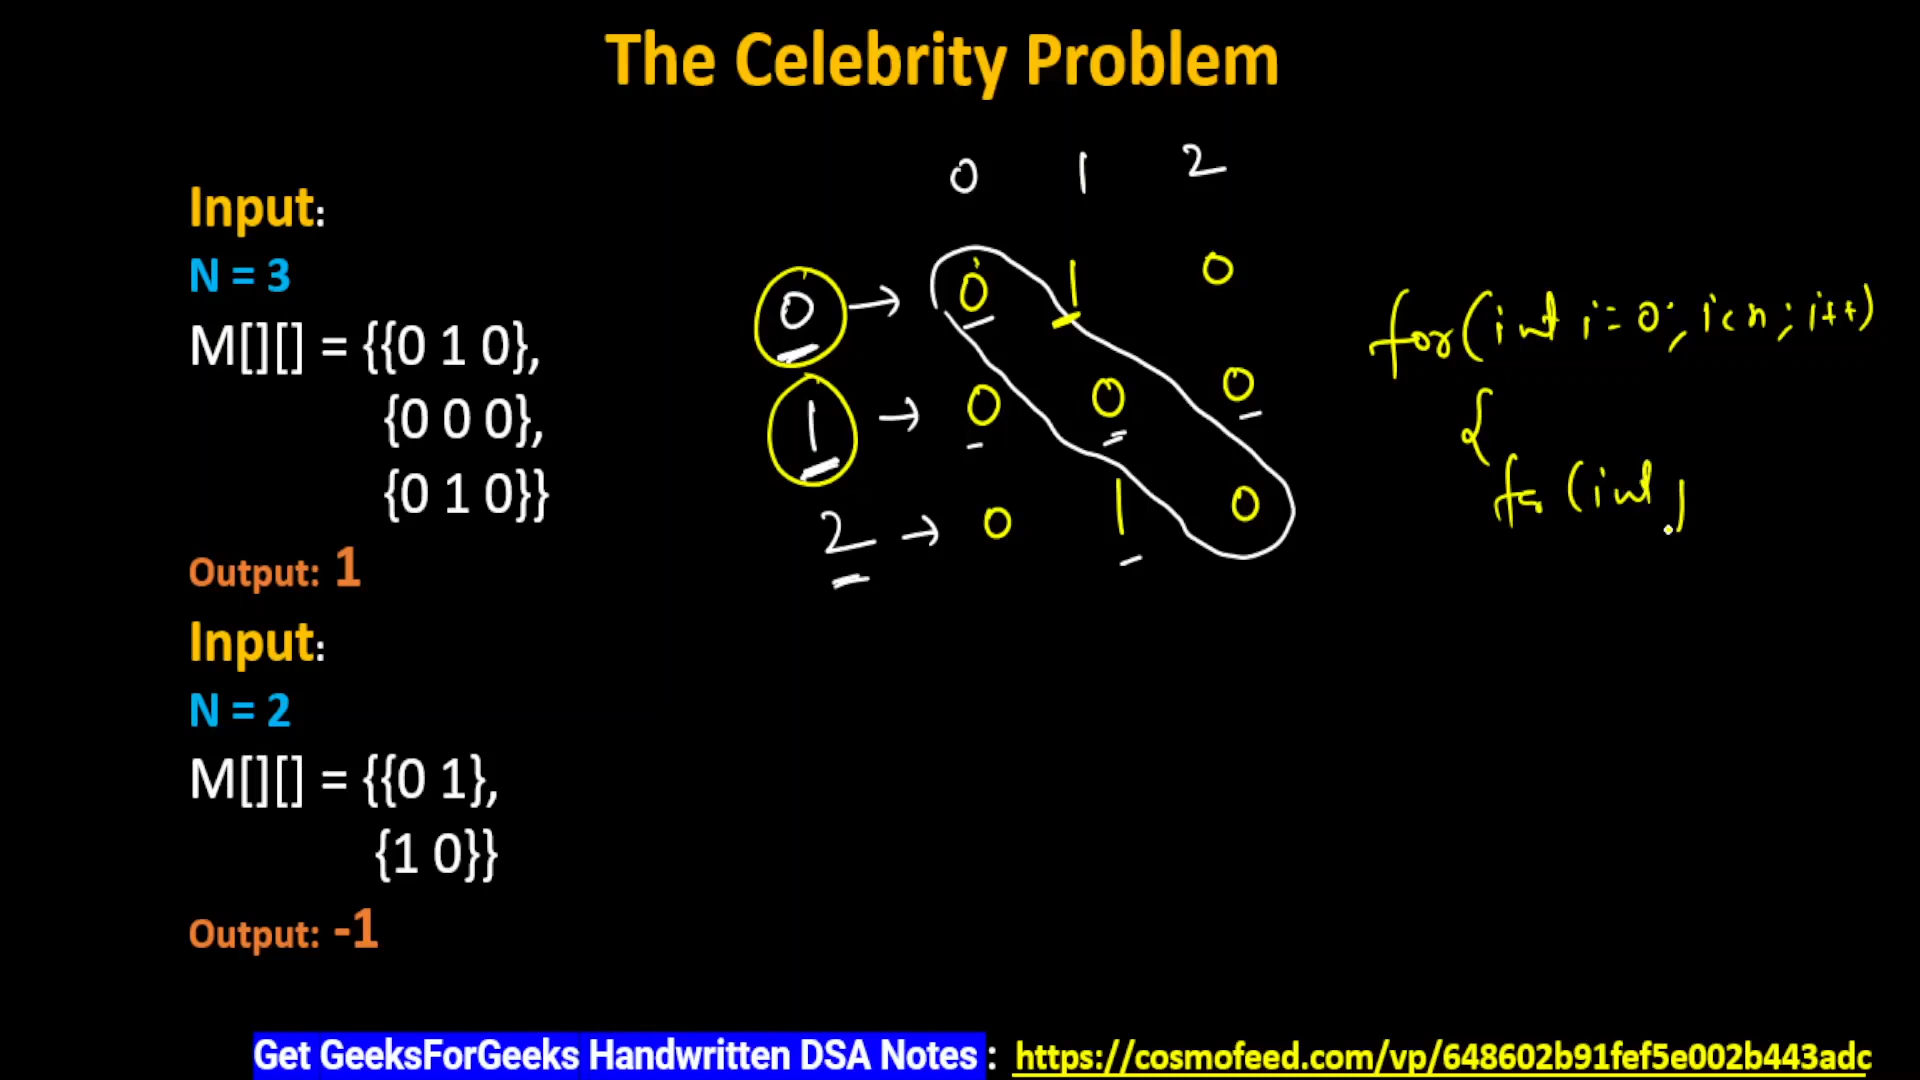 The Celebrity Problem
Input:
N = 3
M[][] = {{0 1 0},
{0 0 0},
{0 1 0}}
Output: 1
Input:
N = 2
M[][] = {{0 1},
{1 0}}
Output: -1
0 1 2
0 → 0 1 0
1 → 0 0 0
2 → 0 1 0
for(int i=0; i<n; i++)
{
for(int j
Get GeeksForGeeks Handwritten DSA Notes : https://cosmofeed.com/vp/648602b91fef5e002b443adc